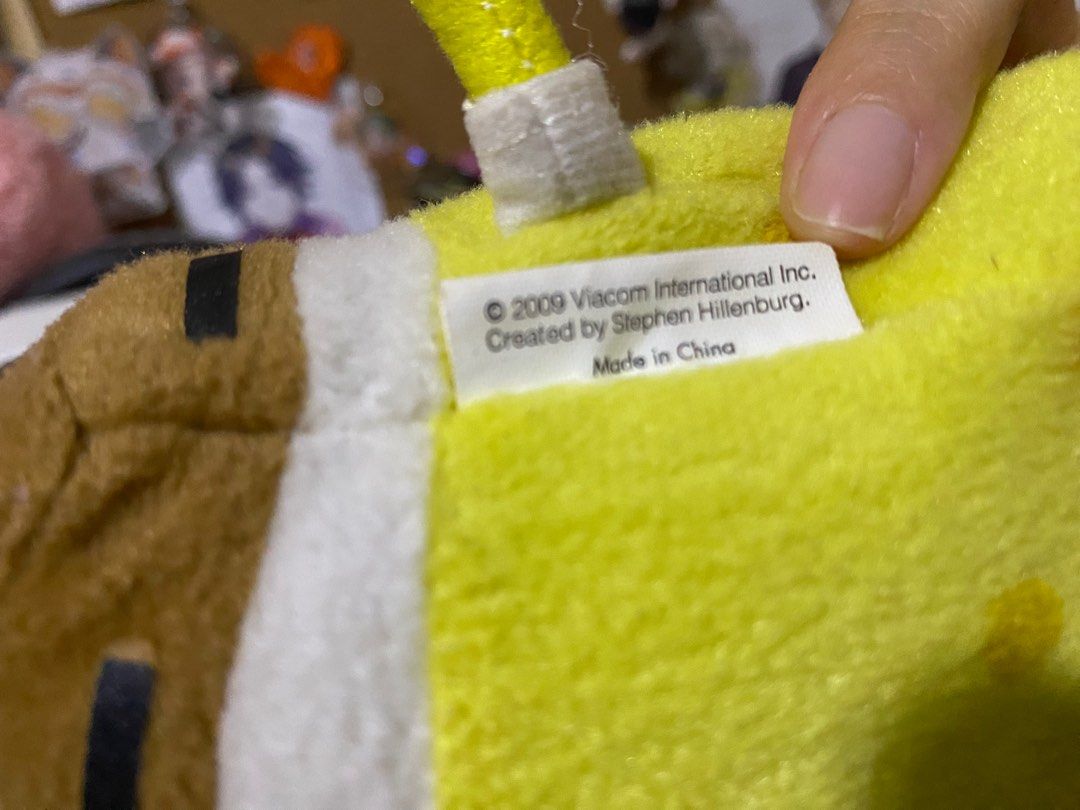 © 2009 Viacom International Inc.
Created by Stephen Hillenburg.
Made in China